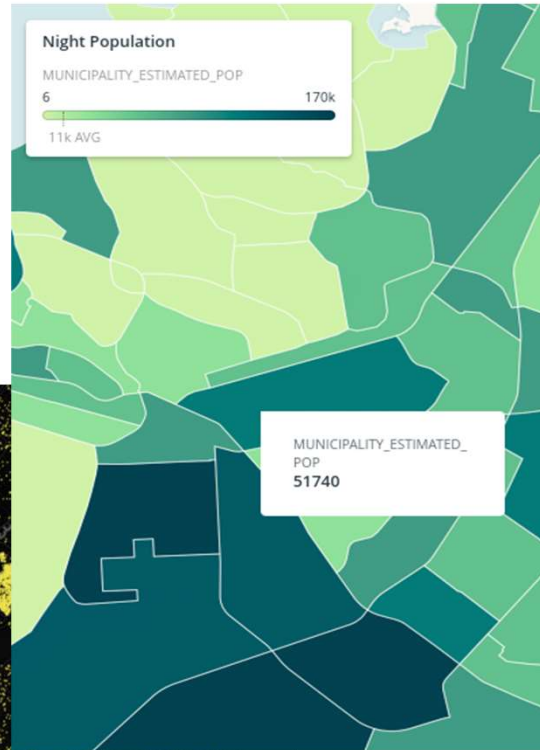 Night Population
MUNICIPALITY_ESTIMATED_POP
6 170k
11k AVG
MUNICIPALITY_ESTIMATED_
POP
51740